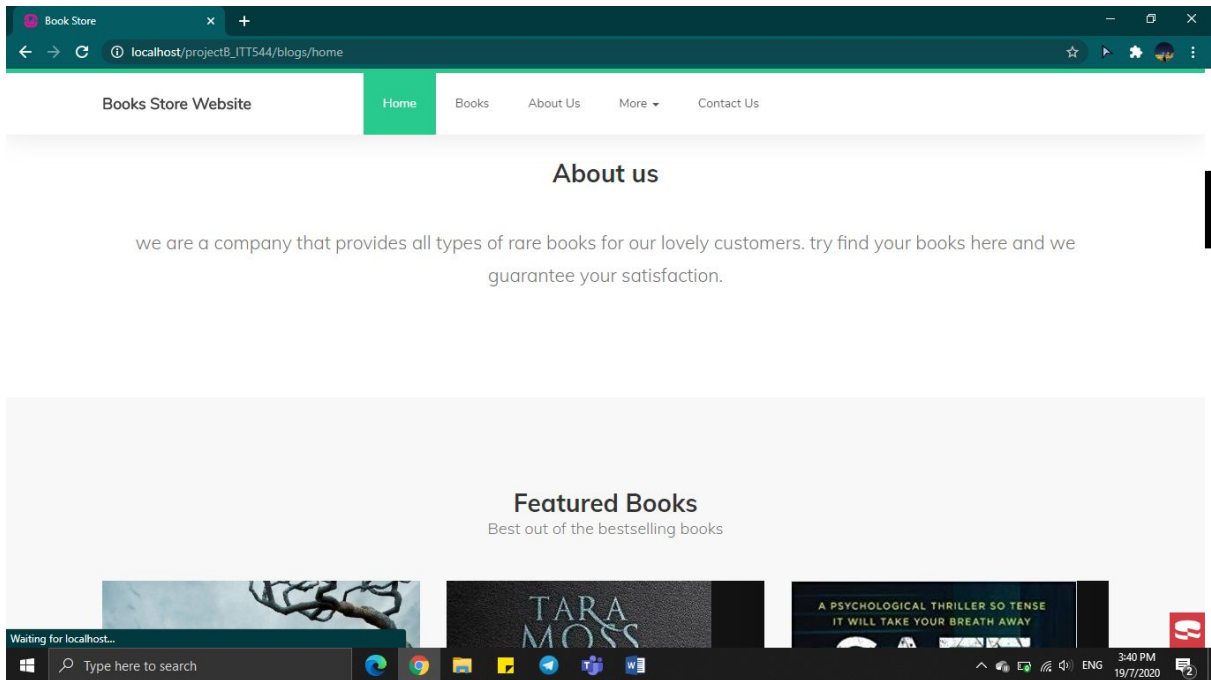 Book Store
localhost/projectB_ITT544/blogs/home
Books Store Website
Home Books About Us More Contact Us
About us
we are a company that provides all types of rare books for our lovely customers. try find your books here and we
guarantee your satisfaction.
Featured Books
Best out of the bestselling books
TARA
MOSS
A PSYCHOLOGICAL THRILLER SO TENSE
IT WILL TAKE YOUR BREATH AWAY
Waiting for localhost...
Type here to search
ENG
3:40 PM
19/7/2020
2